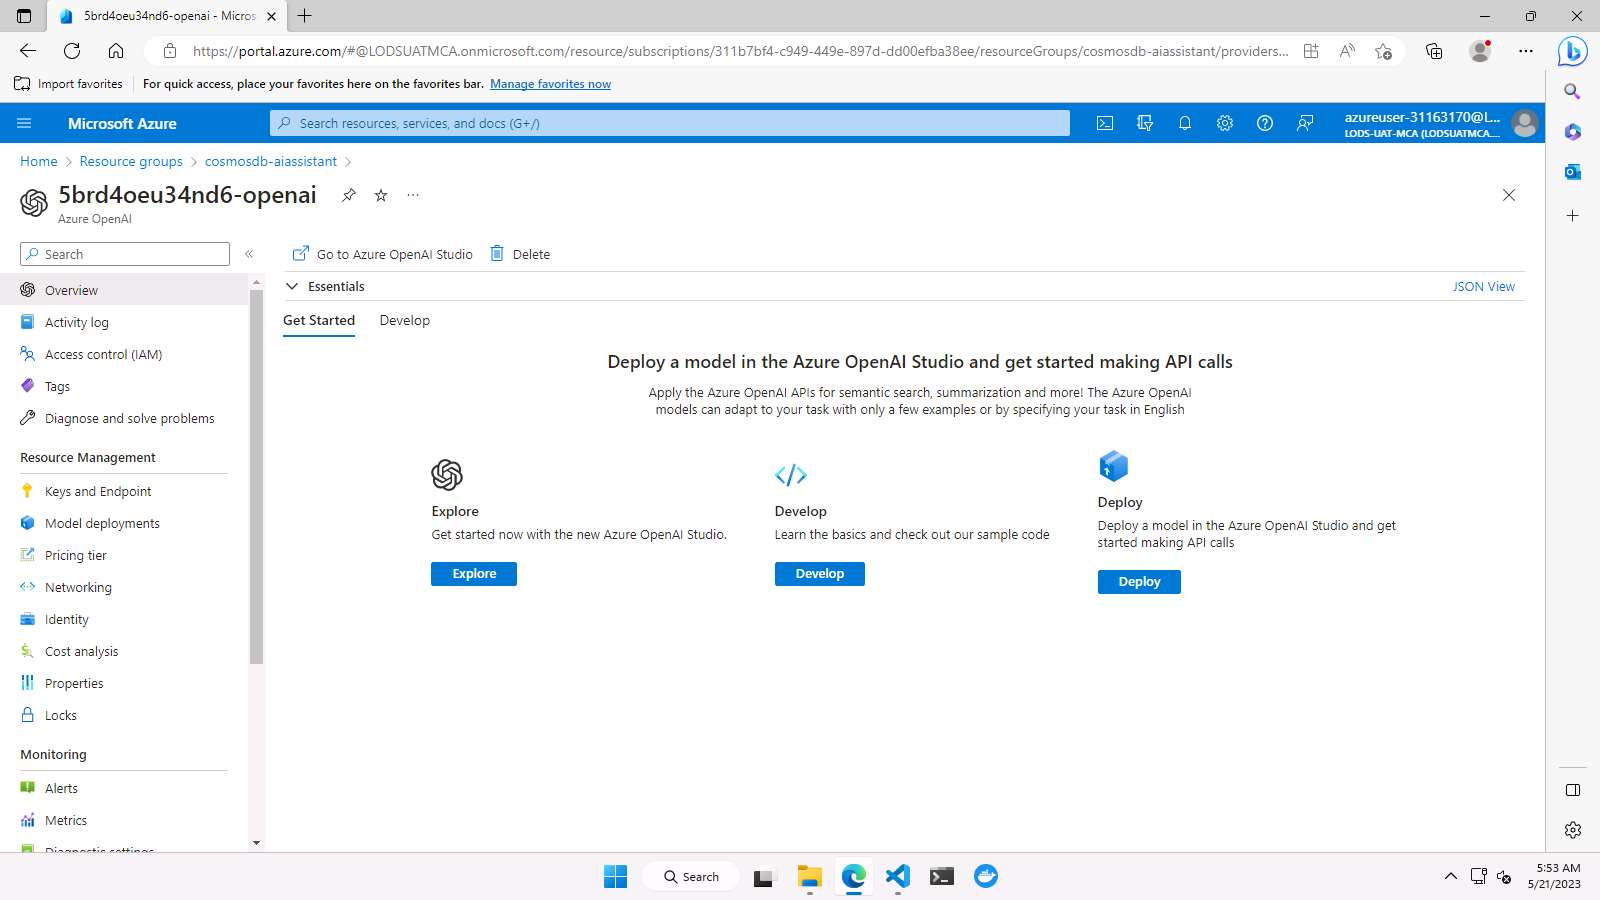 5brd4oeu34nd6-openai - Micros
https://portal.azure.com/#@LODSUATMCA.onmicrosoft.com/resource/subscriptions/311b7bf4-c949-449e-897d-dd00efba38ee/resourceGroups/cosmosdb-aiassistant/providers...
Import favorites
For quick access, place your favorites here on the favorites bar. Manage favorites now
Microsoft Azure
Search resources, services, and docs (G+/)
azureuser-31163170@L...
LODS-UAT-MCA (LODSUATMCA....
Home > Resource groups > cosmosdb-aiassistant >
5brd4oeu34nd6-openai
Azure OpenAI
Search
Go to Azure OpenAI Studio
Delete
Essentials
JSON View
Get Started
Develop
Overview
Activity log
Access control (IAM)
Tags
Diagnose and solve problems
Resource Management
Keys and Endpoint
Model deployments
Pricing tier
Networking
Identity
Cost analysis
Properties
Locks
Monitoring
Alerts
Metrics
Diagnostic settings
Deploy a model in the Azure OpenAI Studio and get started making API calls
Apply the Azure OpenAI APIs for semantic search, summarization and more! The Azure OpenAI
models can adapt to your task with only a few examples or by specifying your task in English
Explore
Get started now with the new Azure OpenAI Studio.
Explore
Develop
Learn the basics and check out our sample code
Develop
Deploy
Deploy a model in the Azure OpenAI Studio and get
started making API calls
Deploy
Search
5:53 AM
5/21/2023